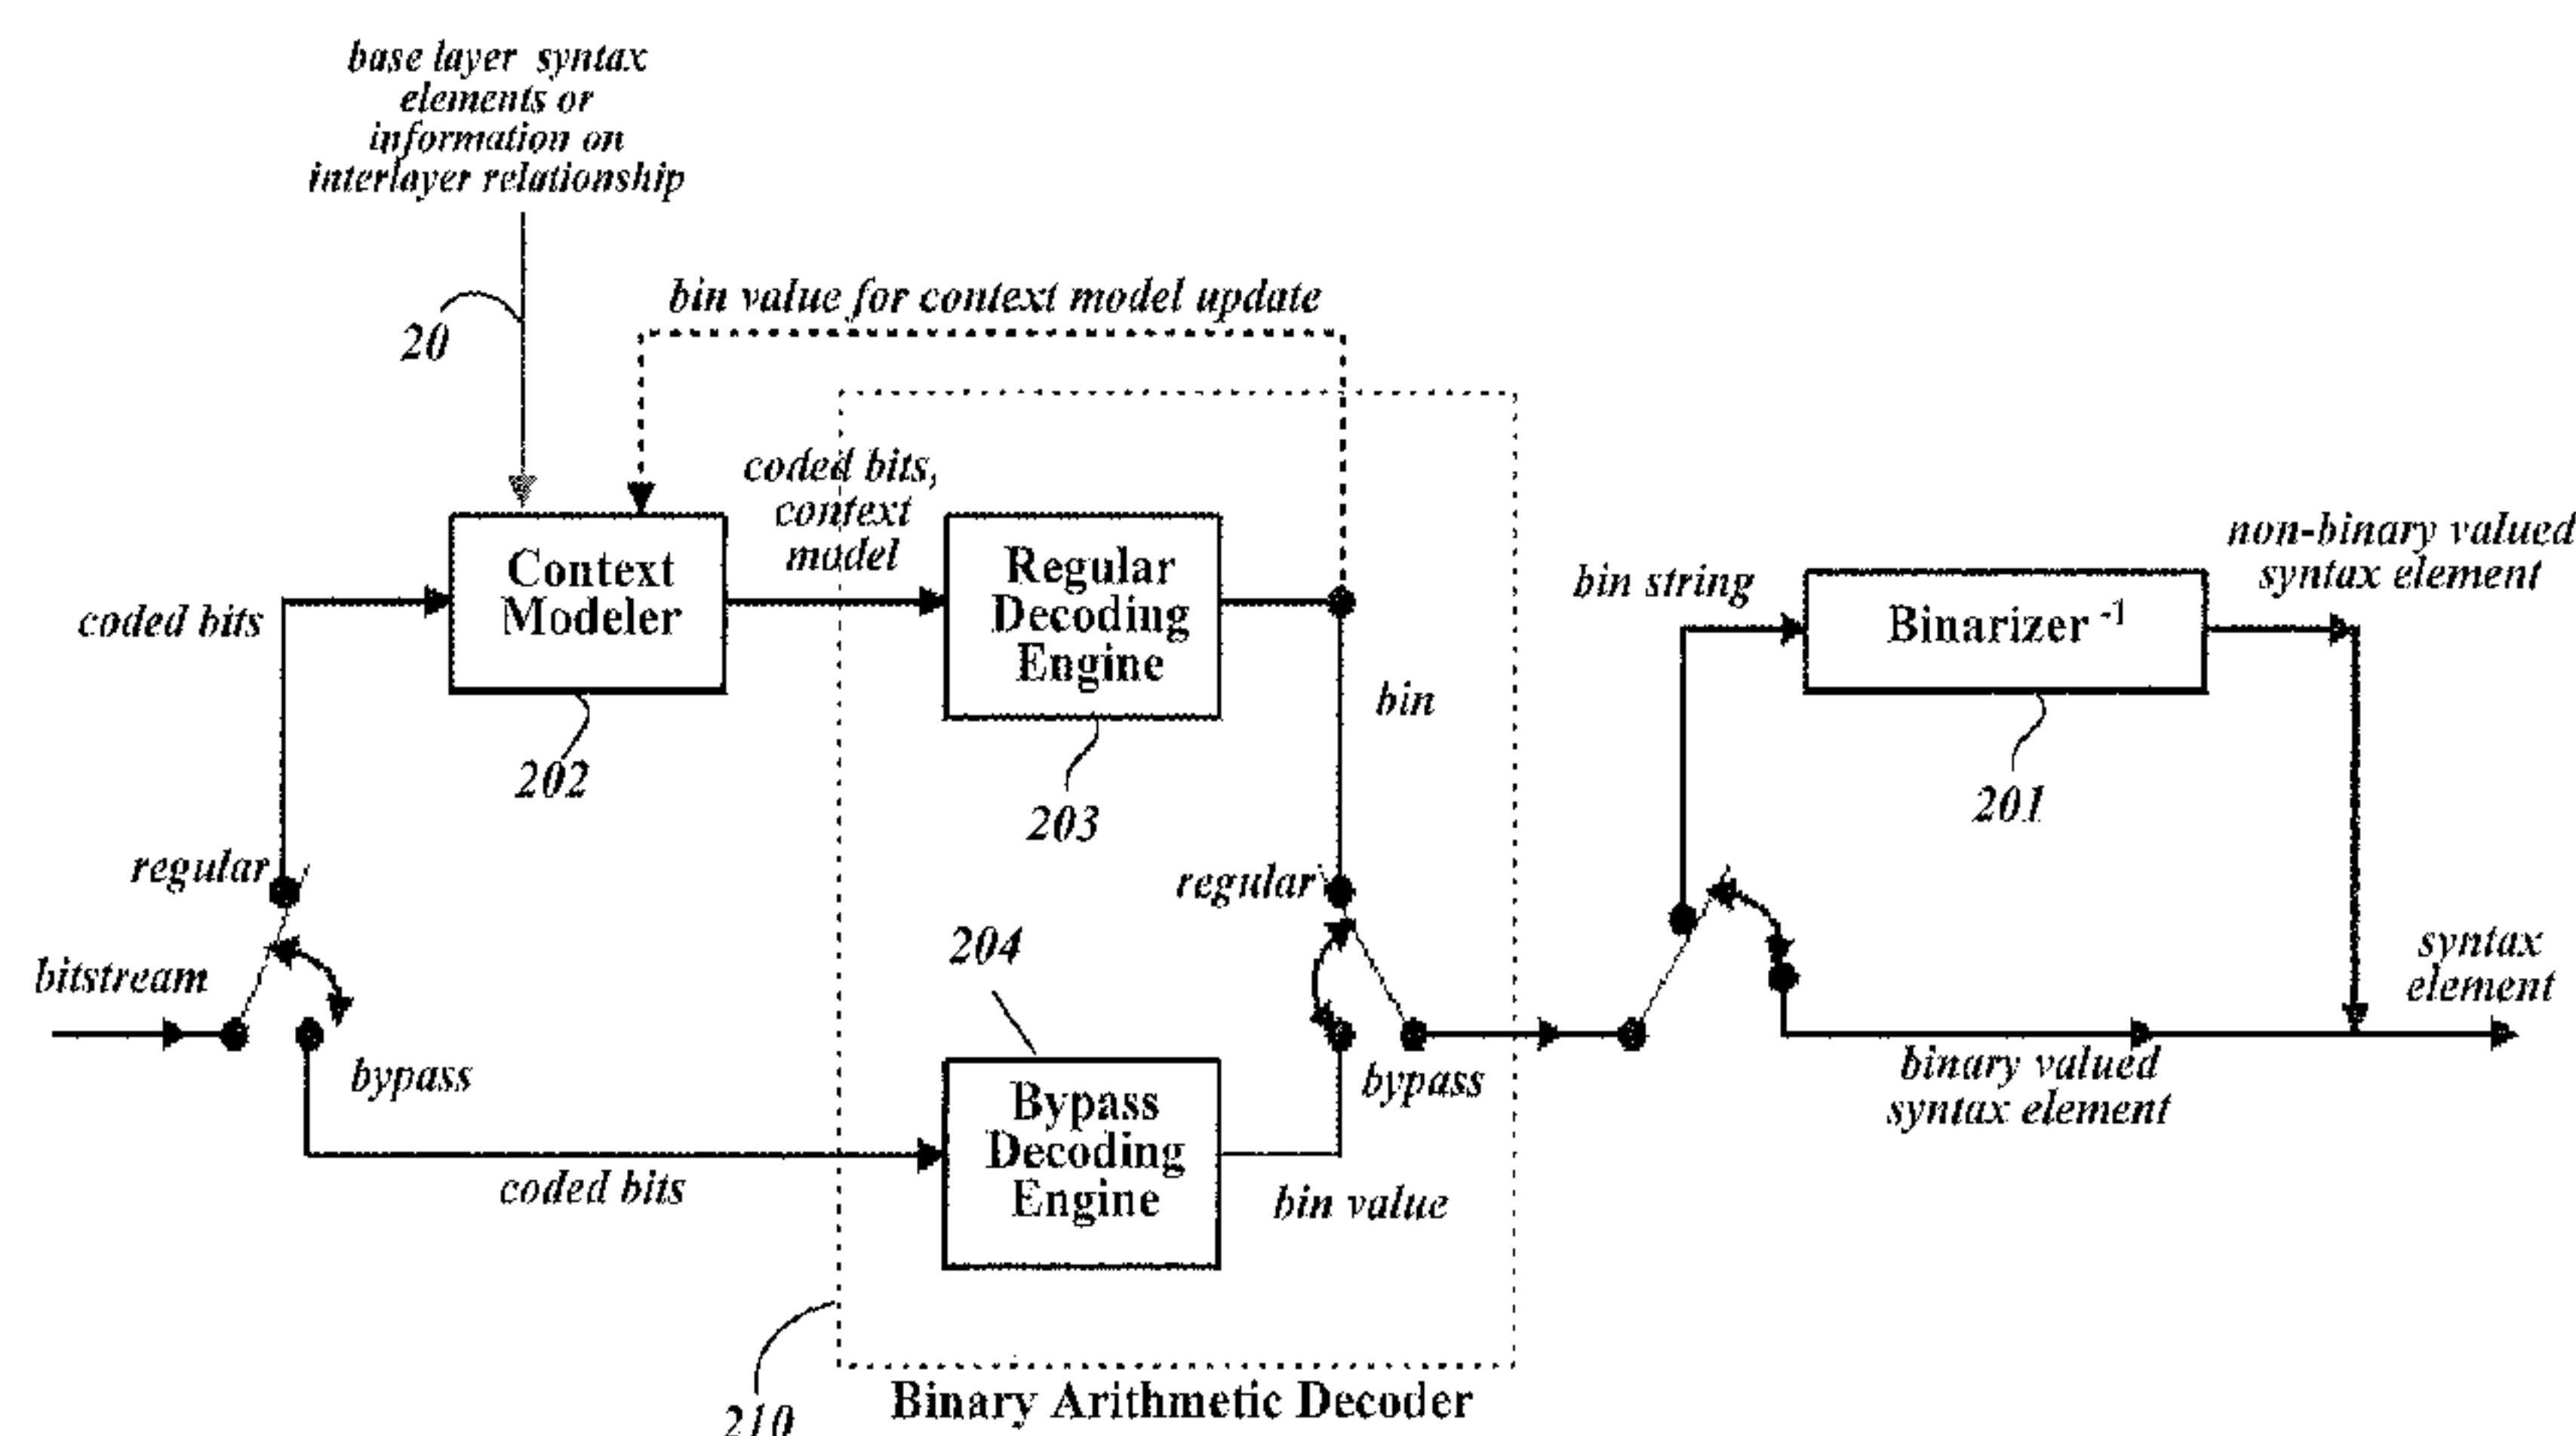 base layer syntax
elements or
information on
interlayer relationship
20
bin value for context model update
coded bits,
context
model
coded bits
Context
Modeler
202
Regular
Decoding
Engine
203
bin
bin string
Binarizer -1
201
non-binary valued
syntax element
regular
bitstream
bypass
coded bits
204
Bypass
Decoding
Engine
regular
bypass
bin value
binary valued
syntax element
syntax
element
210
Binary Arithmetic Decoder